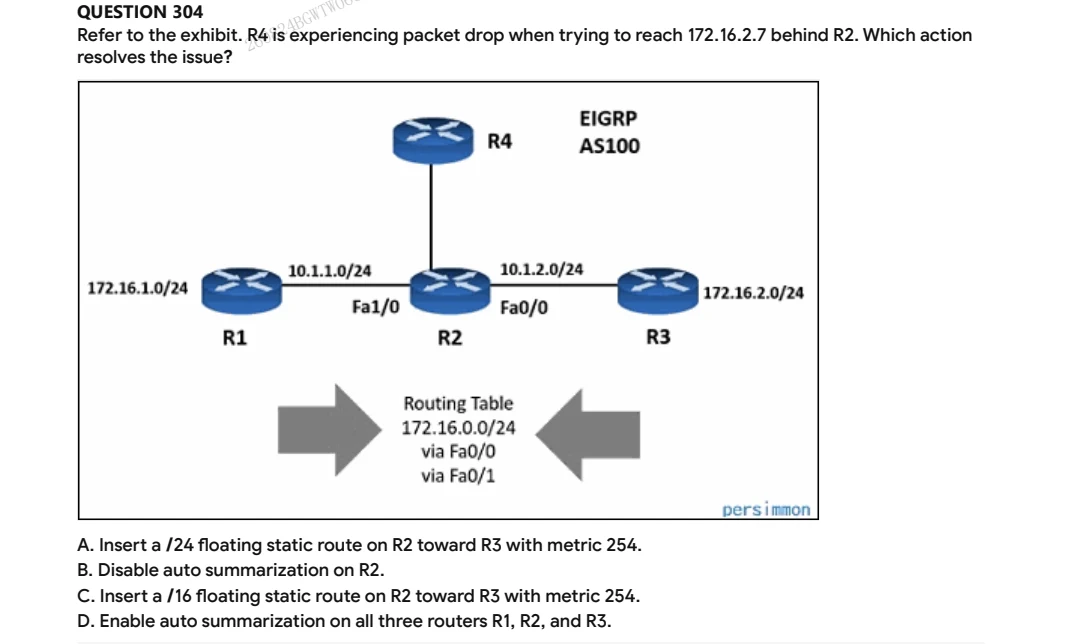 QUESTION 304
Refer to the exhibit. R4 is experiencing packet drop when trying to reach 172.16.2.7 behind R2. Which action
resolves the issue?
R4
EIGRP
AS100
172.16.1.0/24
10.1.1.0/24
10.1.2.0/24
172.16.2.0/24
Fa1/0
Fa0/0
R1
R2
R3
Routing Table
172.16.0.0/24
via Fa0/0
via Fa0/1
persimmon
A. Insert a /24 floating static route on R2 toward R3 with metric 254.
B. Disable auto summarization on R2.
C. Insert a /16 floating static route on R2 toward R3 with metric 254.
D. Enable auto summarization on all three routers R1, R2, and R3.